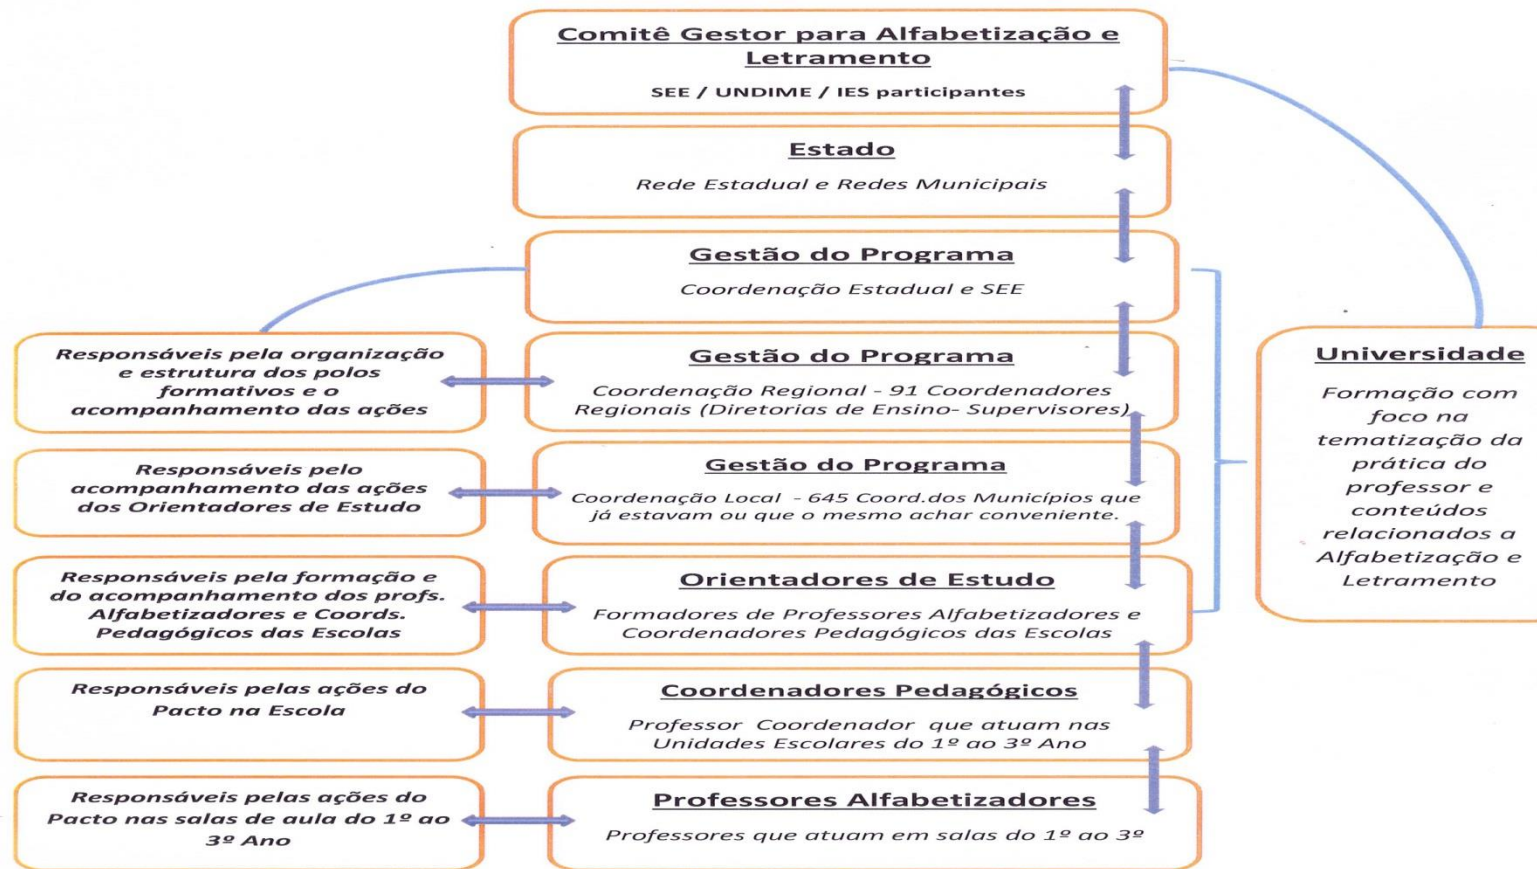 Comitê Gestor para Alfabetização e
Letramento
SEE / UNDIME / IES participantes
Estado
Rede Estadual e Redes Municipais
Gestão do Programa
Coordenação Estadual e SEE
Responsáveis pela organização
e estrutura dos polos
formativos e o
acompanhamento das ações
Gestão do Programa
Coordenação Regional - 91 Coordenadores
Regionais (Diretorias de Ensino- Supervisores)
Responsáveis pelo
acompanhamento das ações
dos Orientadores de Estudo
Gestão do Programa
Coordenação Local - 645 Coord.dos Municípios que
já estavam ou que o mesmo achar conveniente.
Responsáveis pela formação e
do acompanhamento dos profs.
Alfabetizadores e Coords.
Pedagógicos das Escolas
Orientadores de Estudo
Formadores de Professores Alfabetizadores e
Coordenadores Pedagógicos das Escolas
Responsáveis pelas ações do
Pacto na Escola
Coordenadores Pedagógicos
Professor Coordenador que atuam nas
Unidades Escolares do 1º ao 3º Ano
Responsáveis pelas ações do
Pacto nas salas de aula do 1º ao
3º Ano
Professores Alfabetizadores
Professores que atuam em salas do 1º ao 3º
Universidade
Formação com
foco na
tematização da
prática do
professor e
conteúdos
relacionados a
Alfabetização e
Letramento